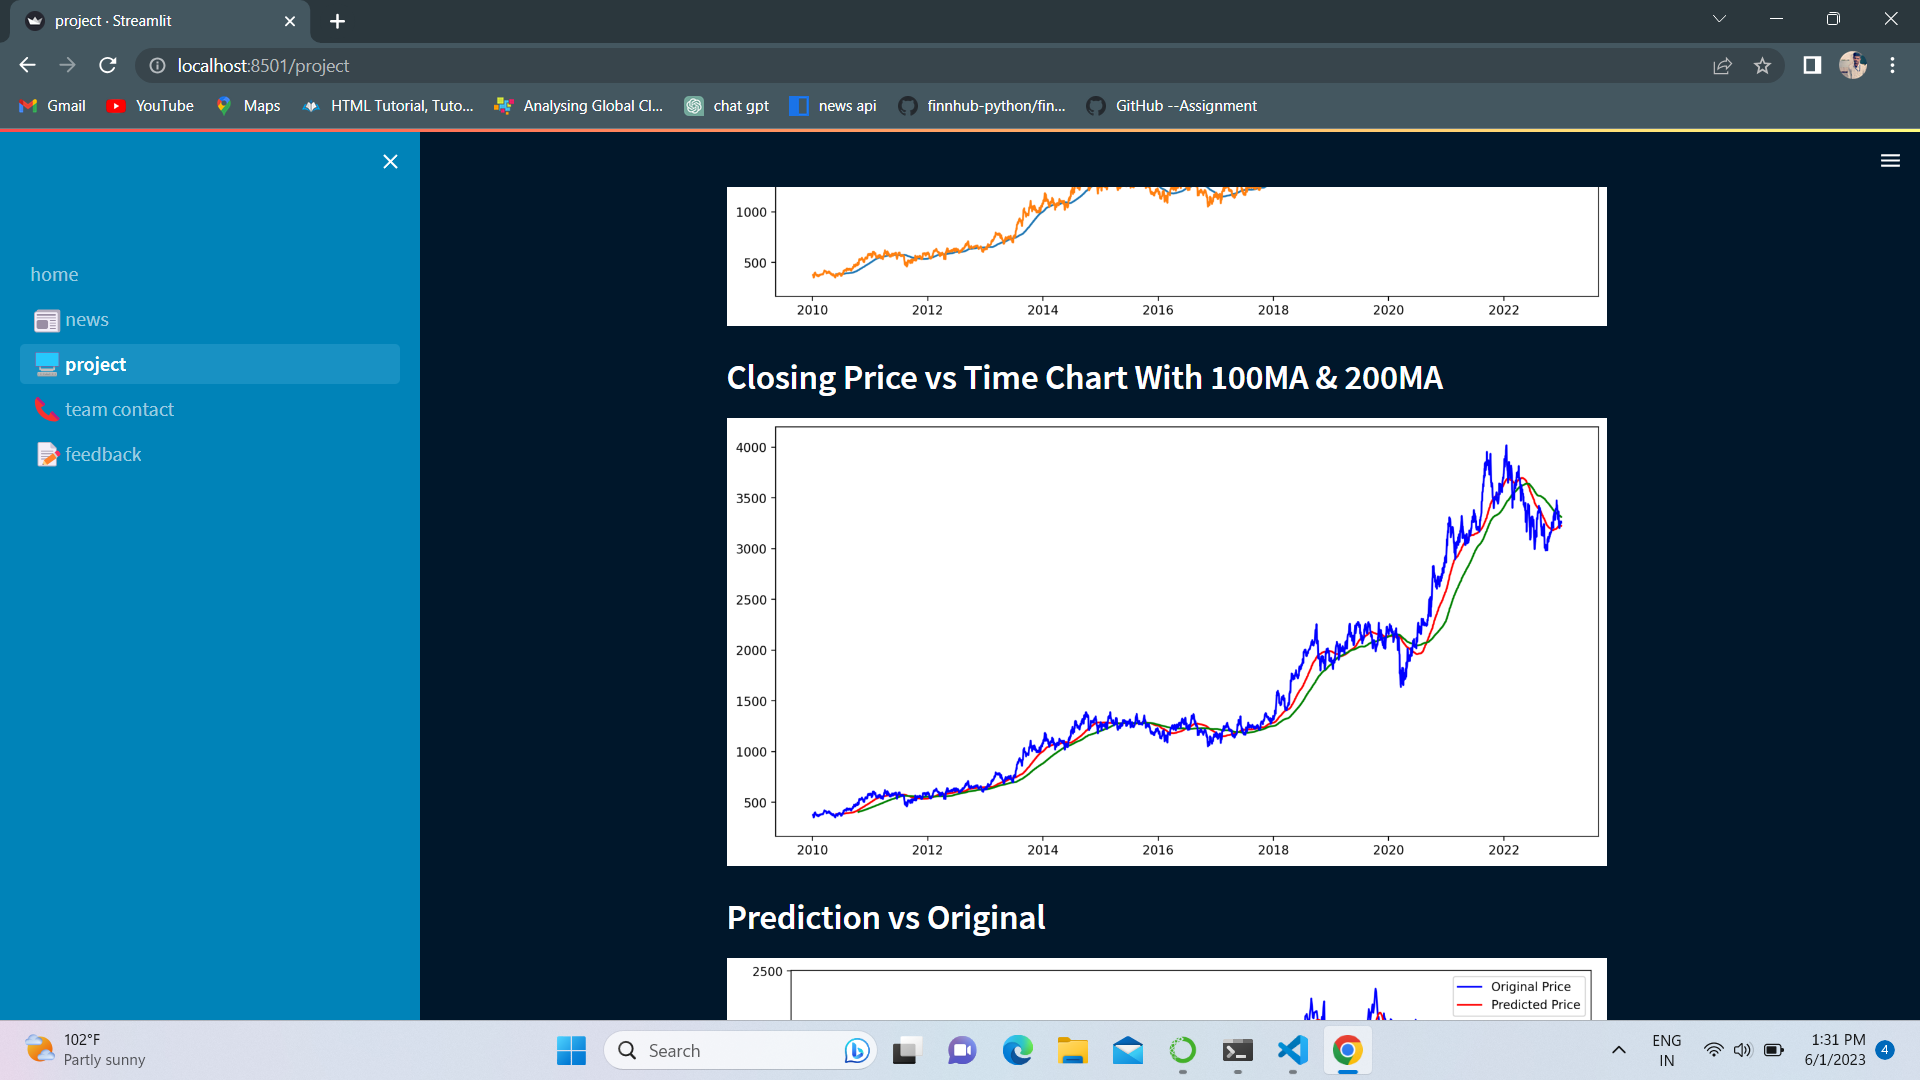 project · Streamlit
localhost:8501/project
Gmail YouTube Maps HTML Tutorial, Tuto... Analysing Global Cl... chat gpt news api finnhub-python/fin... GitHub --Assignment
home
news
project
team contact
feedback
1000
500
2010 2012 2014 2016 2018 2020 2022
Closing Price vs Time Chart With 100MA & 200MA
4000
3500
3000
2500
2000
1500
1000
500
2010 2012 2014 2016 2018 2020 2022
Prediction vs Original
2500
Original Price
Predicted Price
102°F
Partly sunny
Search
ENG
IN
1:31 PM
6/1/2023
4